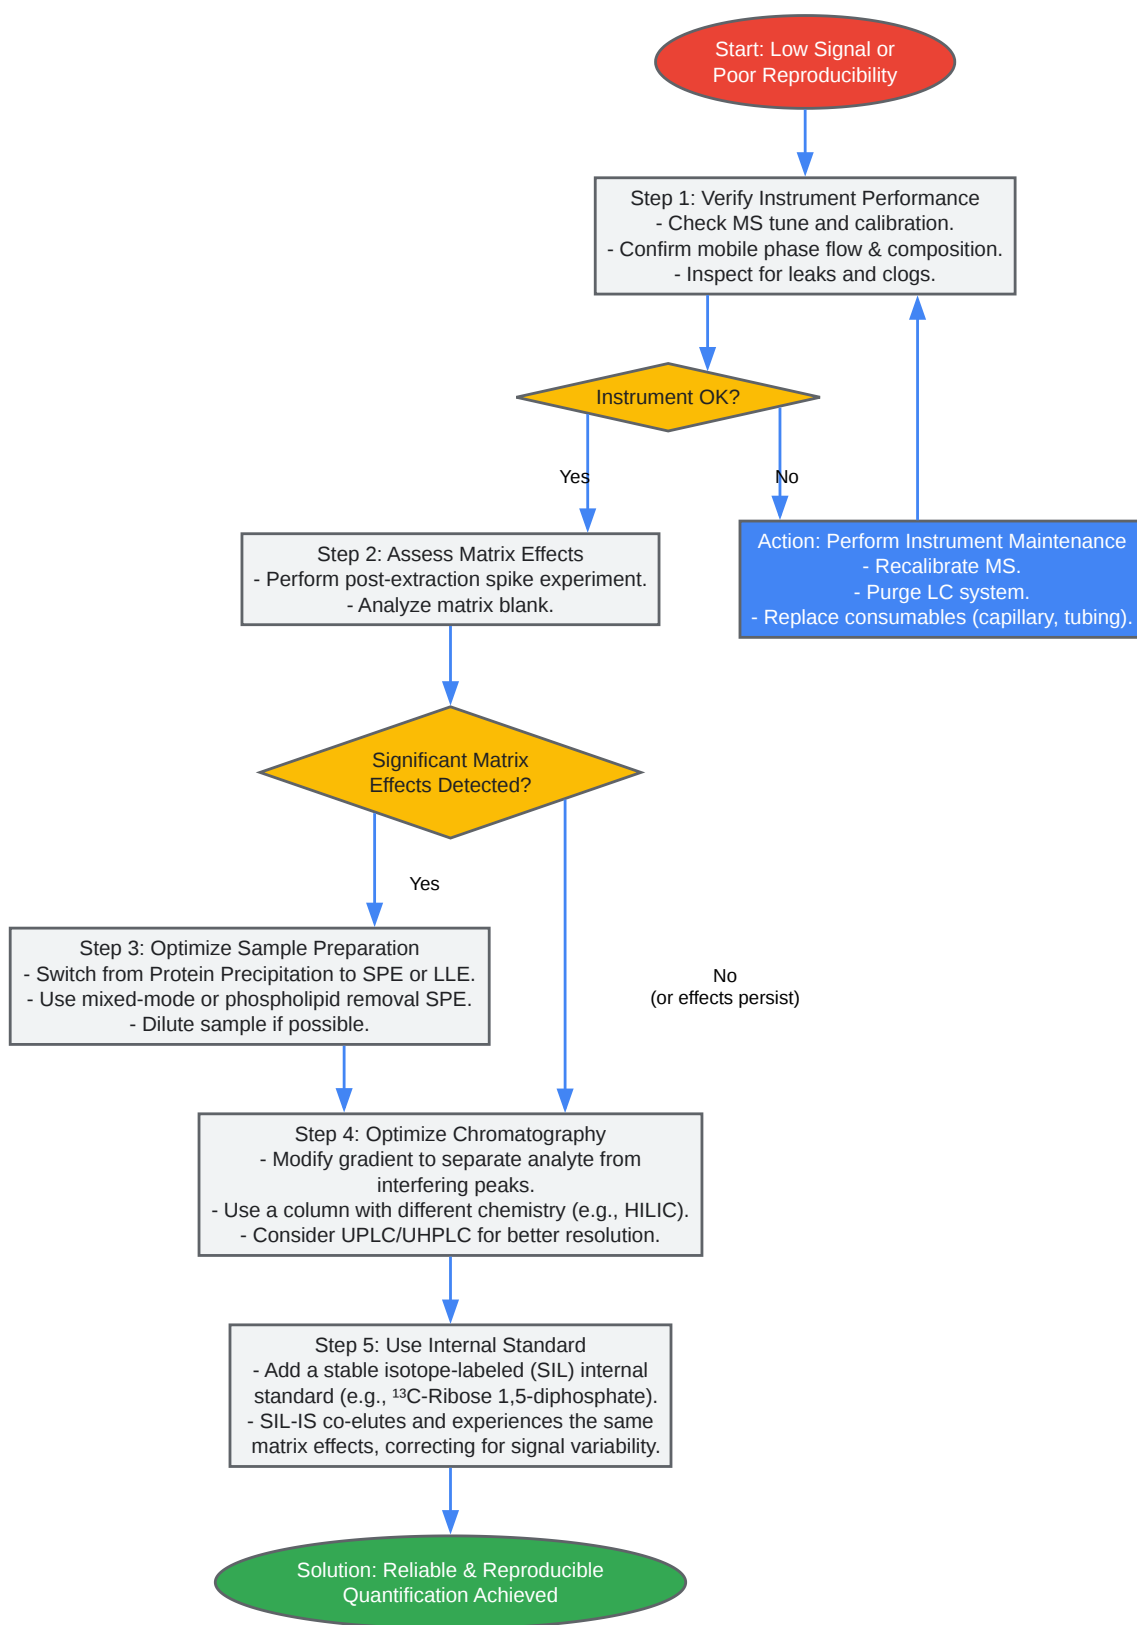 Start: Low Signal or
Poor Reproducibility
Step 1: Verify Instrument Performance
- Check MS tune and calibration.
- Confirm mobile phase flow & composition.
- Inspect for leaks and clogs.
Instrument OK?
Yes
No
Step 2: Assess Matrix Effects
- Perform post-extraction spike experiment.
- Analyze matrix blank.
Action: Perform Instrument Maintenance
- Recalibrate MS.
- Purge LC system.
- Replace consumables (capillary, tubing).
Significant Matrix
Effects Detected?
Yes
No
(or effects persist)
Step 3: Optimize Sample Preparation
- Switch from Protein Precipitation to SPE or LLE.
- Use mixed-mode or phospholipid removal SPE.
- Dilute sample if possible.
Step 4: Optimize Chromatography
- Modify gradient to separate analyte from
interfering peaks.
- Use a column with different chemistry (e.g., HILIC).
- Consider UPLC/UHPLC for better resolution.
Step 5: Use Internal Standard
- Add a stable isotope-labeled (SIL) internal
standard (e.g., ¹³C-Ribose 1,5-diphosphate).
- SIL-IS co-elutes and experiences the same
matrix effects, correcting for signal variability.
Solution: Reliable & Reproducible
Quantification Achieved